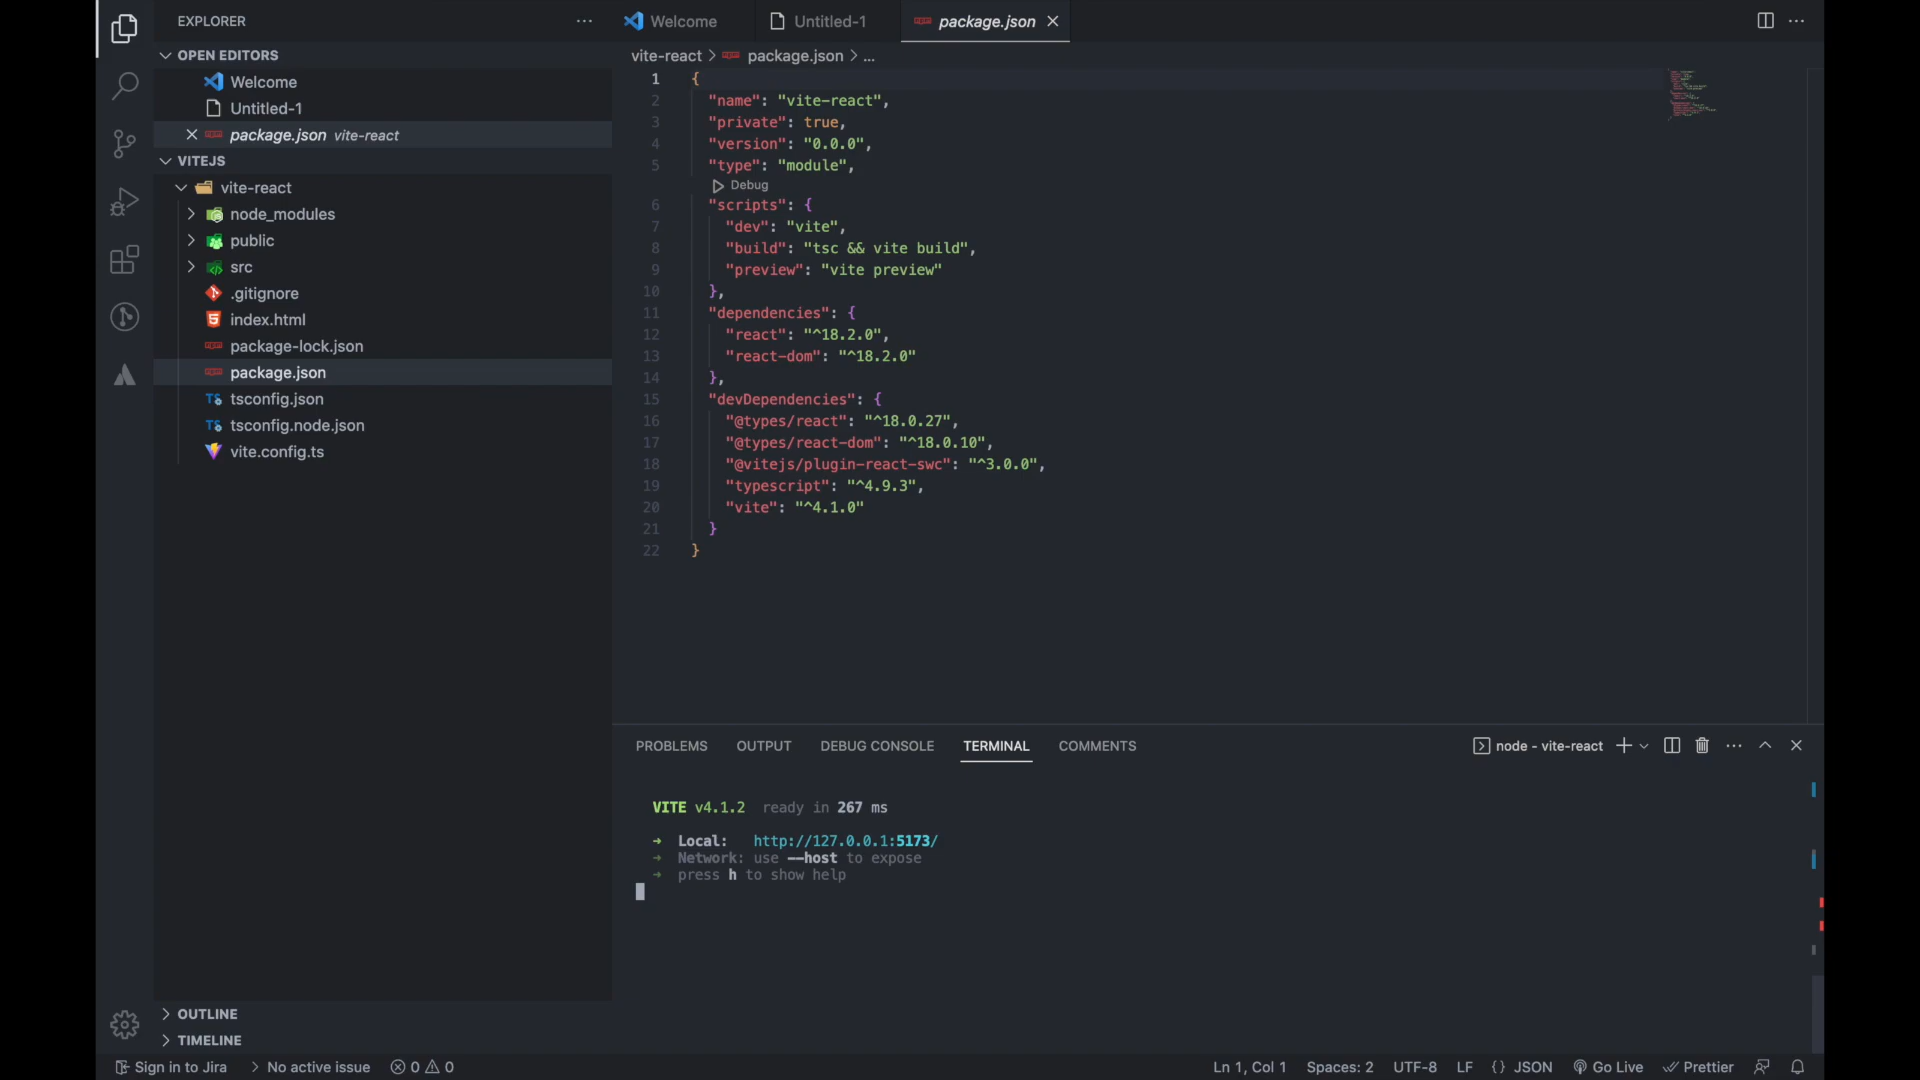 EXPLORER
OPEN EDITORS
Welcome
Untitled-1
package.json vite-react
VITEJS
vite-react
node_modules
public
src
.gitignore
index.html
package-lock.json
package.json
tsconfig.json
tsconfig.node.json
vite.config.ts
OUTLINE
TIMELINE
Welcome
Untitled-1
package.json
vite-react > package.json > ...
1 {
2 "name": "vite-react",
3 "private": true,
4 "version": "0.0.0",
5 "type": "module",
Debug
6 "scripts": {
7 "dev": "vite",
8 "build": "tsc && vite build",
9 "preview": "vite preview"
10 },
11 "dependencies": {
12 "react": "^18.2.0",
13 "react-dom": "^18.2.0"
14 },
15 "devDependencies": {
16 "@types/react": "^18.0.27",
17 "@types/react-dom": "^18.0.10",
18 "@vitejs/plugin-react-swc": "^3.0.0",
19 "typescript": "^4.9.3",
20 "vite": "^4.1.0"
21 }
22 }
PROBLEMS OUTPUT DEBUG CONSOLE TERMINAL COMMENTS
node - vite-react
VITE v4.1.2 ready in 267 ms
➜ Local: http://127.0.0.1:5173/
➜ Network: use --host to expose
➜ press h to show help
Sign in to Jira > No active issue 0 0 Ln 1, Col 1 Spaces: 2 UTF-8 LF {} JSON Go Live Prettier